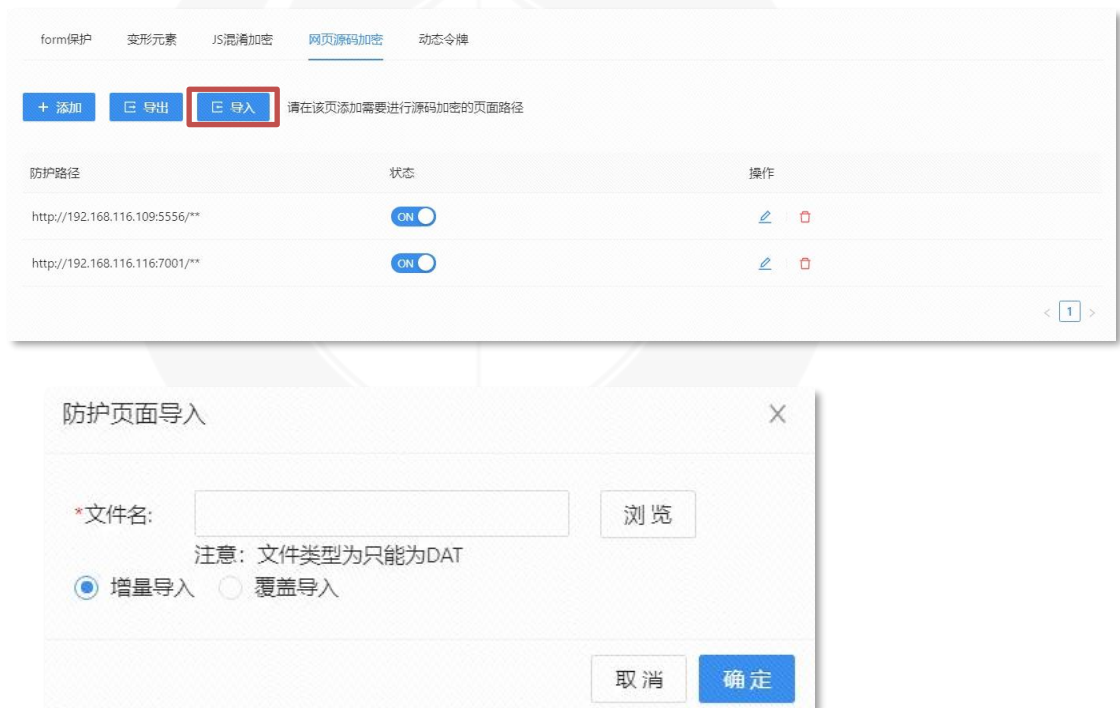 form保护 变形元素 JS混淆加密 网页源码加密 动态令牌
+ 添加 导出 导入 请在该页添加需要进行源码加密的页面路径
防护路径 状态 操作
http://192.168.116.109:5556/** ON
http://192.168.116.116:7001/** ON
< 1 >
防护页面导入
*文件名: 浏览
注意：文件类型为只能为DAT
增量导入 覆盖导入
取消 确定